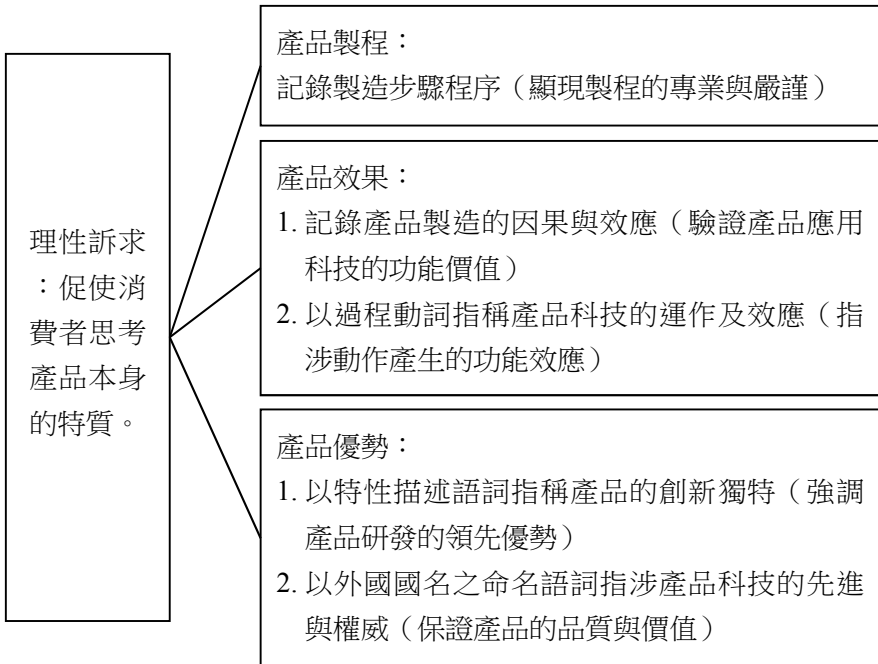 理性訴求
：促使消
費者思考
產品本身
的特質。
產品製程：
記錄製造步驟程序（顯現製程的專業與嚴謹）
產品效果：
1. 記錄產品製造的因果與效應（驗證產品應用
科技的功能價值）
2. 以過程動詞指稱產品科技的運作及效應（指
涉動作產生的功能效應）
產品優勢：
1. 以特性描述語詞指稱產品的創新獨特（強調
產品研發的領先優勢）
2. 以外國國名之命名語詞指涉產品科技的先進
與權威（保證產品的品質與價值）